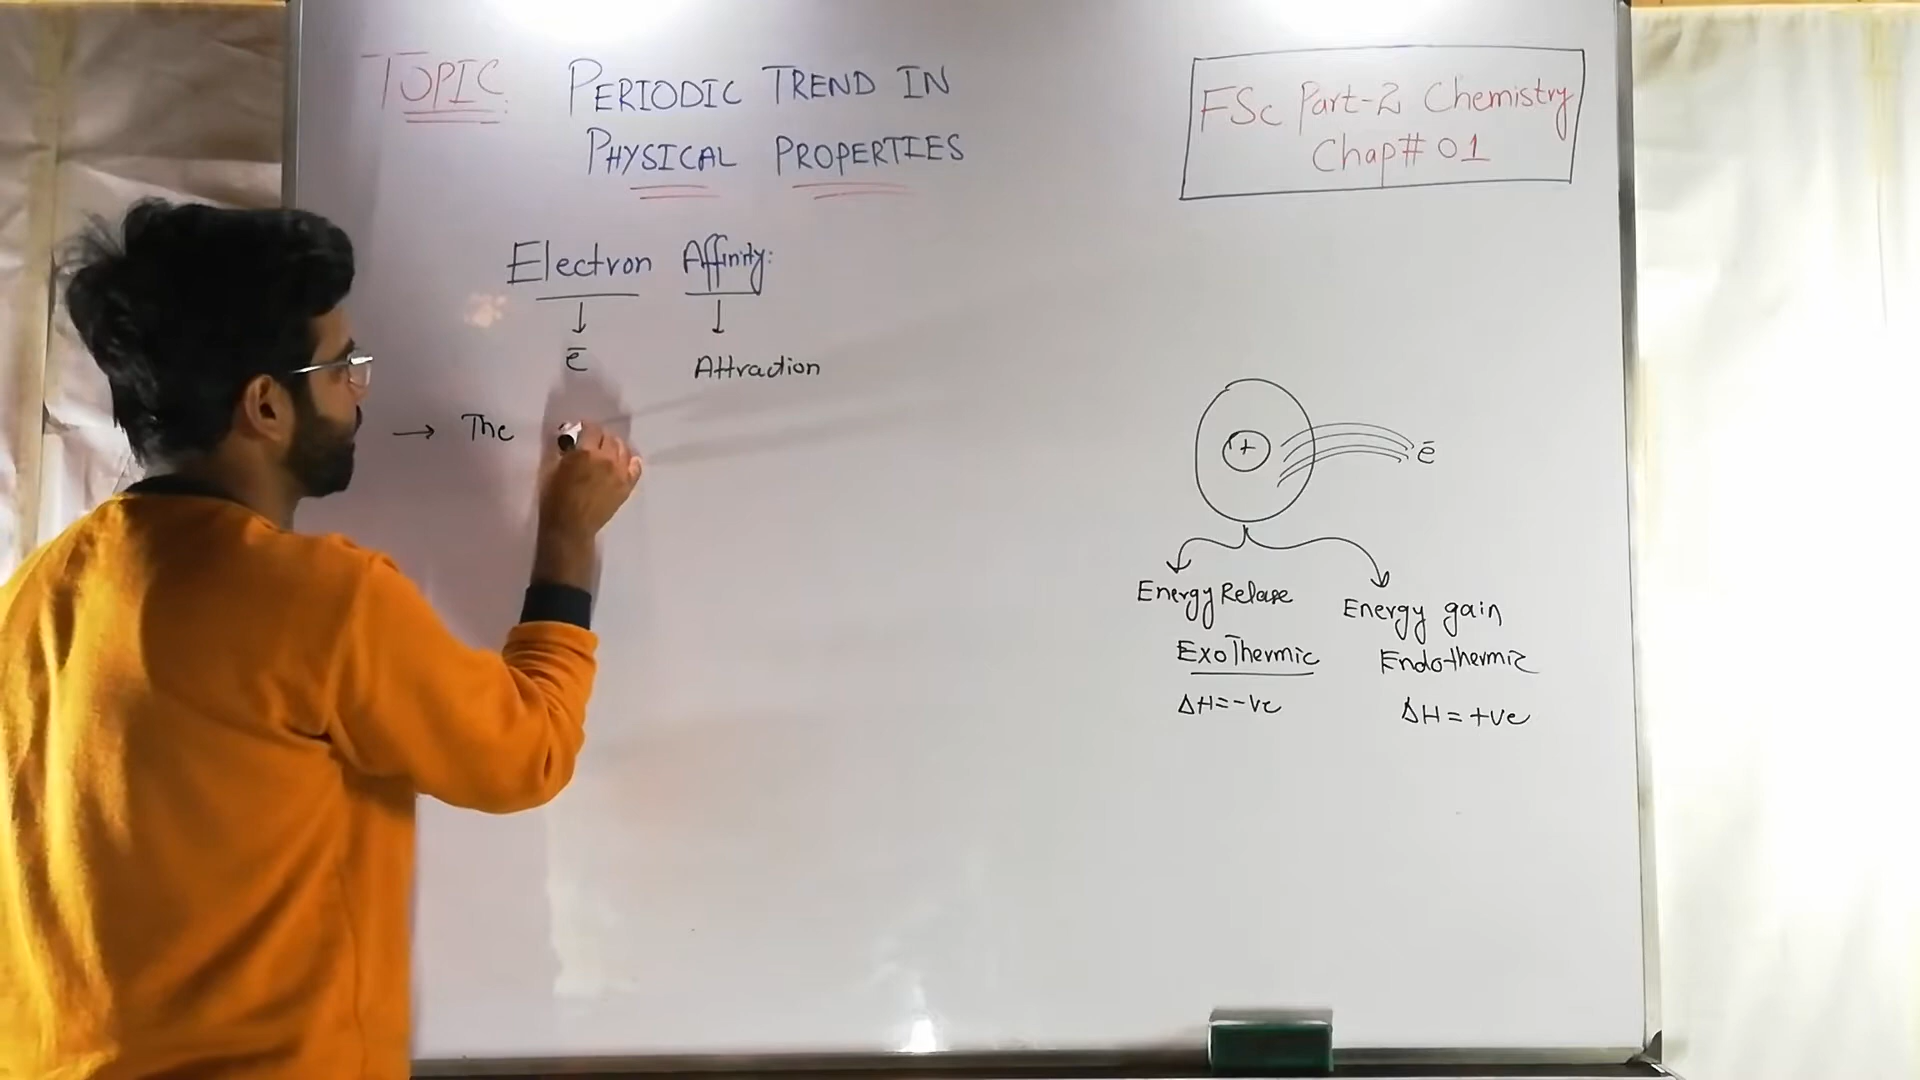 TOPIC: PERIODIC TREND IN
PHYSICAL PROPERTIES
FSc Part-2 Chemistry
Chap# 01
Electron Affinity:
ē Attraction
→ The
+
ē
Energy Relase Energy gain
ExoThermic Endothermic
ΔH=-ve ΔH=+ve